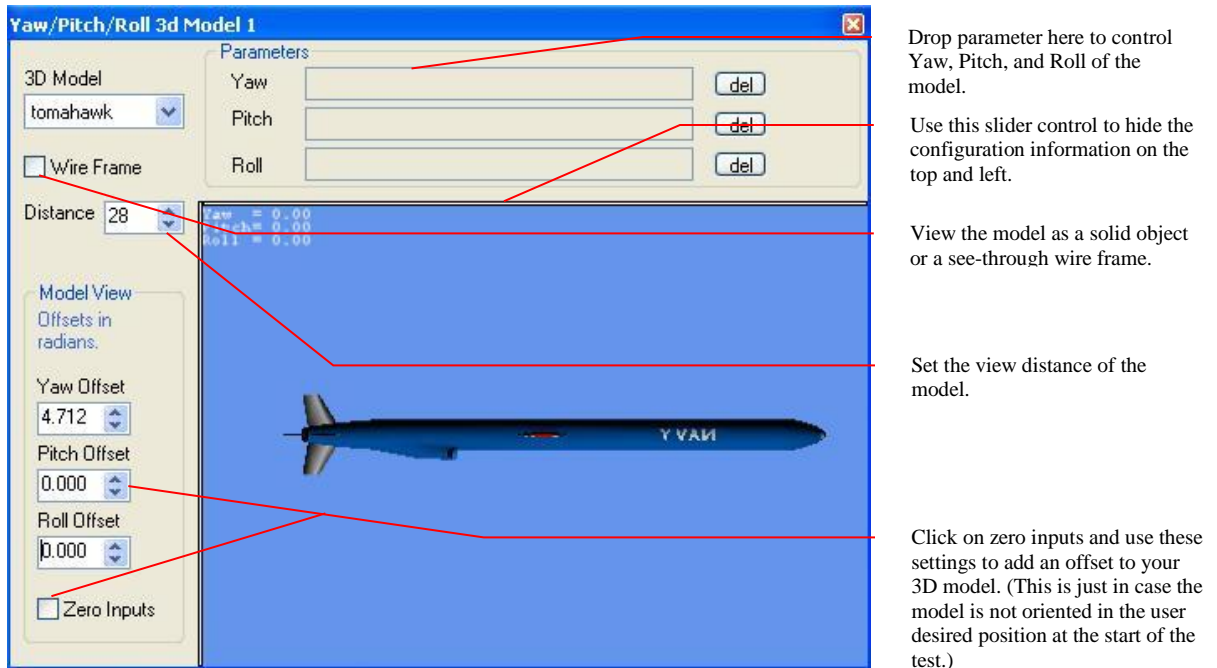 Yaw/Pitch/Roll 3d Model 1
Parameters
3D Model
tomahawk
Yaw
del
Pitch
del
Roll
del
Wire Frame
Distance 28
Yaw = 0.00
Pitch= 0.00
Roll = 0.00
Model View
Offsets in
radians.
Yaw Offset
4.712
Pitch Offset
0.000
Roll Offset
0.000
Zero Inputs
NAVY
Drop parameter here to control
Yaw, Pitch, and Roll of the
model.
Use this slider control to hide the
configuration information on the
top and left.
View the model as a solid object
or a see-through wire frame.
Set the view distance of the
model.
Click on zero inputs and use these
settings to add an offset to your
3D model. (This is just in case the
model is not oriented in the user
desired position at the start of the
test.)